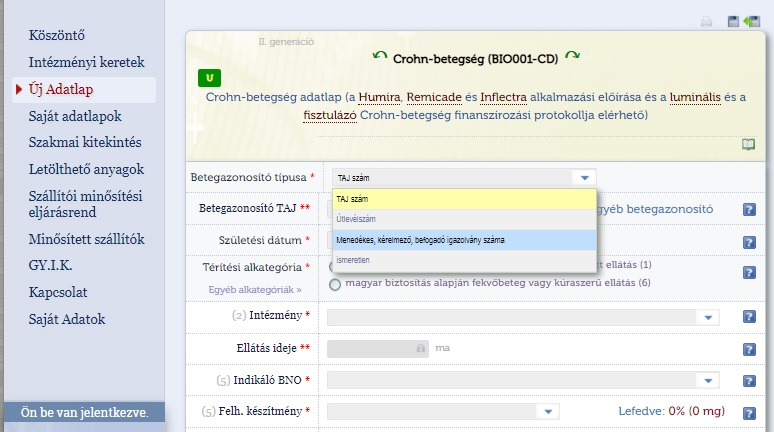 Köszöntő
Intézményi keretek
Új Adatlap
Saját adatlapok
Szakmai kitekintés
Letölthető anyagok
Szállítói minősítési
eljárásrend
Minősített szállítók
GY.I.K.
Kapcsolat
Saját Adatok
Ön be van jelentkezve.
II. generáció
Crohn-betegség (BIO001-CD)
U
Crohn-betegség adatlap (a Humira, Remicade és Inflectra alkalmazási előírása és a luminális és a
fisztulázó Crohn-betegség finanszírozási protokollja elérhető)
Betegazonosító típusa * TAJ szám
TAJ szám
Útlevélszám
Menedékes, kérelmező, befogadó igazolvány száma
ismeretlen
Betegazonosító TAJ ** gyéb betegazonosító ?
Születési dátum * ?
Térítési alkategória * tt ellátás (1) ?
Egyéb alkategóriák » magyar biztosítás alapján fekvőbeteg vagy kúraszerű ellátás (6)
(2) Intézmény * ?
Ellátás ideje ** ma ?
(5) Indikáló BNO * ?
(5) Felh. készítmény * Lefedve: 0% (0 mg) ?